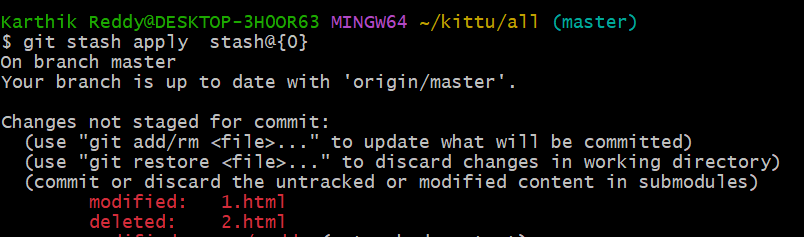 Karthik Reddy@DESKTOP-3HOOR63 MINGW64 ~/kittu/all (master)
$ git stash apply  stash@{0}
On branch master
Your branch is up to date with 'origin/master'.

Changes not staged for commit:
  (use "git add/rm <file>..." to update what will be committed)
  (use "git restore <file>..." to discard changes in working directory)
  (commit or discard the untracked or modified content in submodules)
        modified:   1.html
        deleted:    2.html